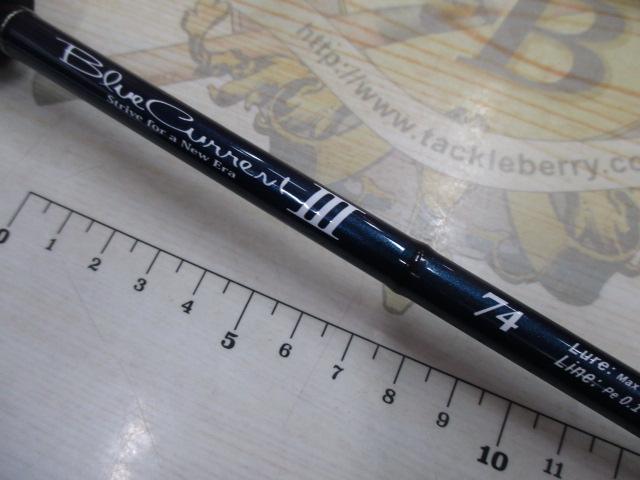 BlueCurrent III
Strive for a New Era
74
Lure: Max
Line: Pe 0.1
B
http://www.tackleberry.co
0 1 2 3 4 5 6 7 8 9 10 11